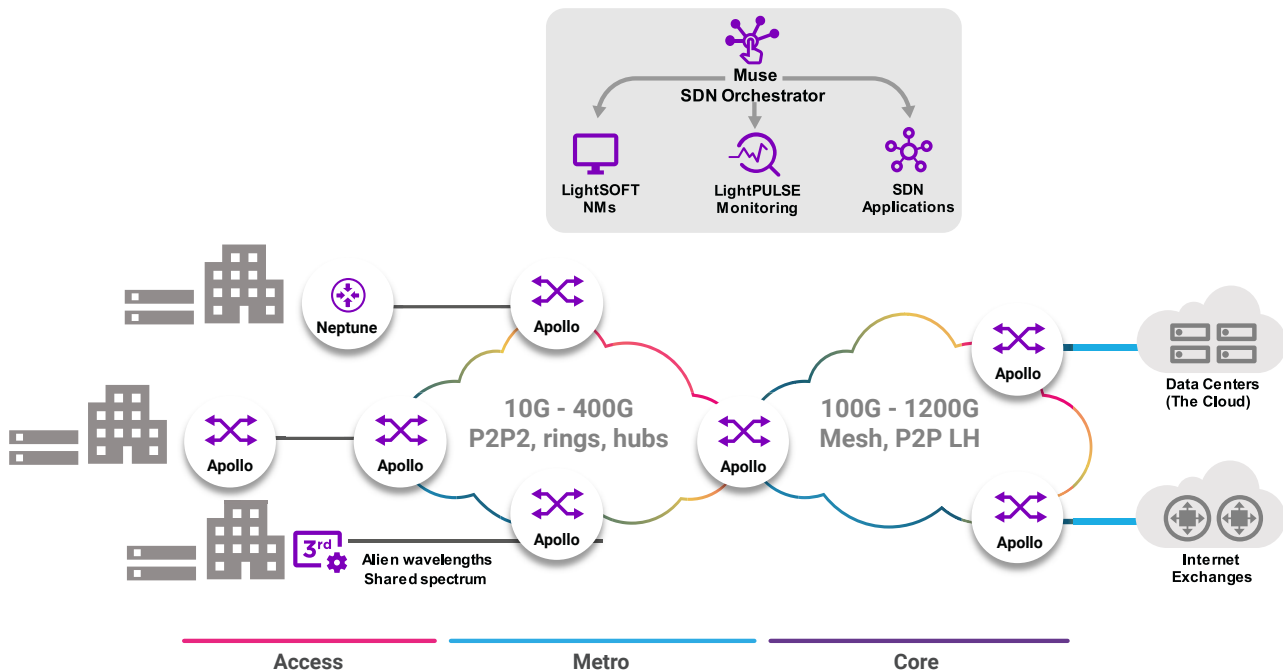 Muse
SDN Orchestrator
LightSOFT
NMs
LightPULSE
Monitoring
SDN
Applications
Neptune
Apollo
Apollo
Data Centers
(The Cloud)
10G - 400G
P2P2, rings, hubs
100G - 1200G
Mesh, P2P LH
Apollo
Apollo
Apollo
3rd
Alien wavelengths
Shared spectrum
Apollo
Apollo
Internet
Exchanges
Access
Metro
Core